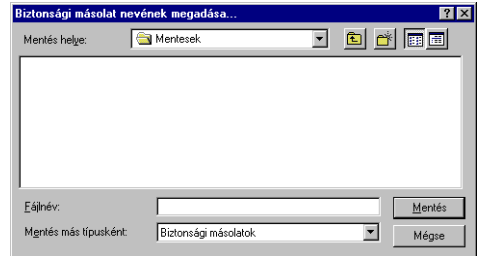 Biztonsági másolat nevének megadása...
Mentés helye: Mentesek
Fájlnév: Mentés
Mentés más típusként: Biztonsági másolatok Mégse